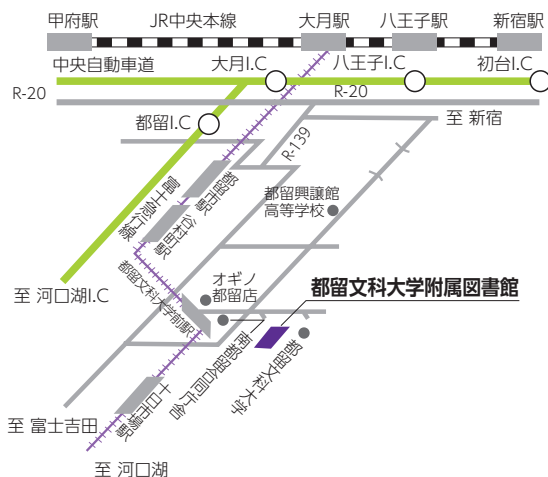 甲府駅
JR中央本線
大月駅
八王子駅
新宿駅
中央自動車道
大月I.C
八王子I.C
初台I.C
R-20
R-20
都留I.C
至 新宿
R-139
都留市駅
谷村町駅
富士急行線
都留興譲館
高等学校
都留文科大学前駅
オギノ
都留店
都留文科大学附属図書館
至 河口湖I.C
南都留合同庁舎
都留文科大学
十日市場駅
至 富士吉田
至 河口湖